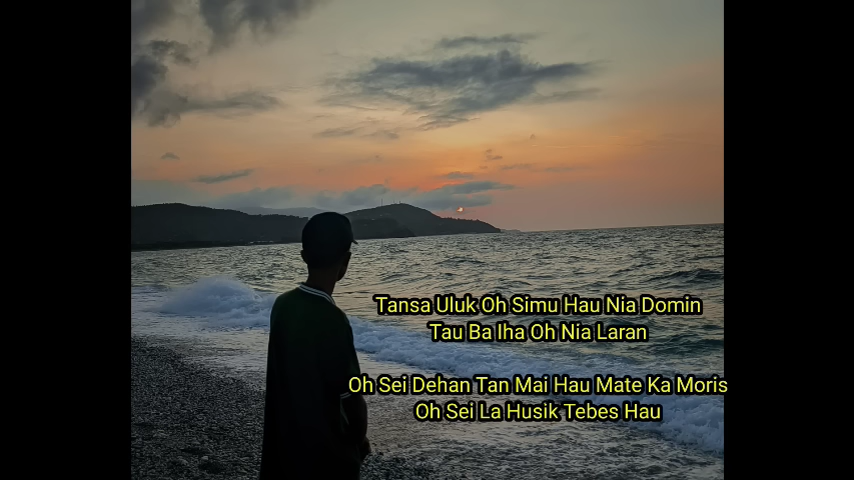 Tansa Uluk Oh Simu Hau Nia Domin
Tau Ba Iha Oh Nia Laran
Oh Sei Dehan Tan Mai Hau Mate Ka Moris
Oh Sei La Husik Tebes Hau